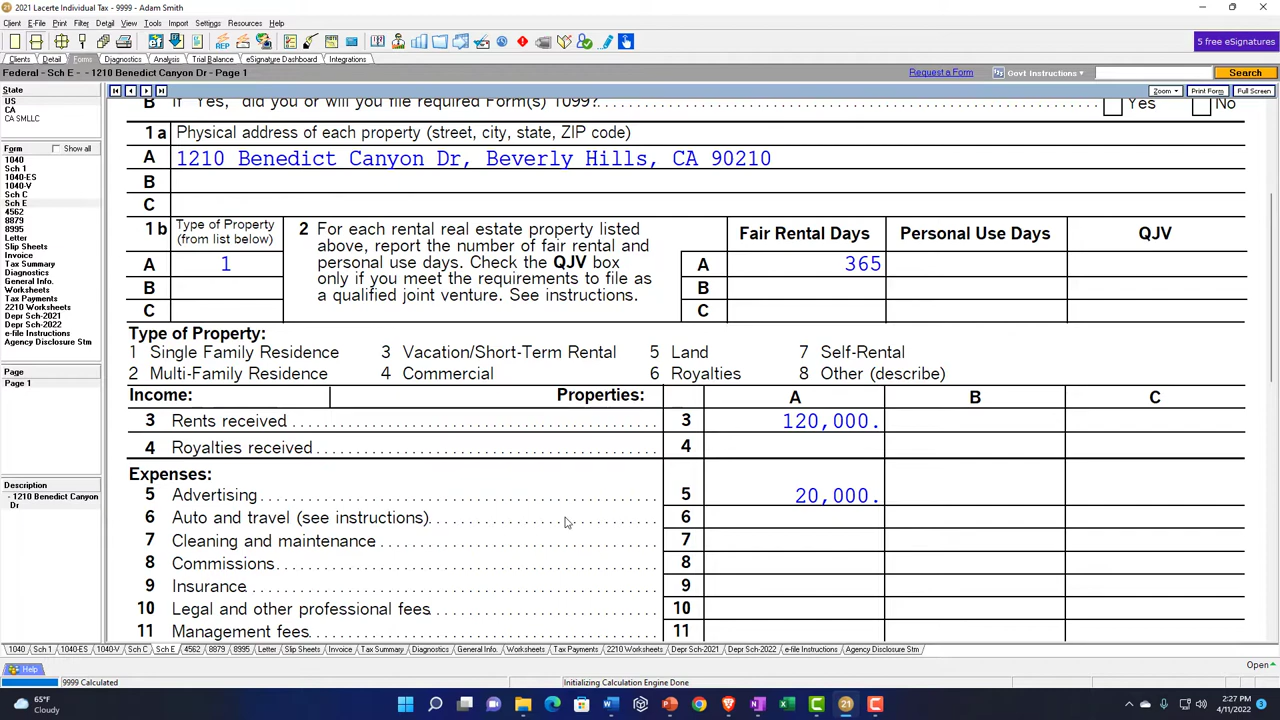 2021 Lacerte Individual Tax - 9999 - Adam Smith
Client E-File Print Filter Detail View Tools Import Settings Resources Help
REP
5 free eSignatures
Clients Detail Forms Diagnostics Analysis Trial Balance eSignature Dashboard Integrations
Federal - Sch E - - 1210 Benedict Canyon Dr - Page 1
Request a Form
Govt Instructions
Search
Zoom
Print Form
Full Screen
State
US
CA
CA SMLLC
Form
Show all
1040
Sch 1
1040-ES
1040-V
Sch C
Sch E
4562
8879
8995
Letter
Slip Sheets
Invoice
Tax Summary
Diagnostics
General Info.
Worksheets
Tax Payments
2210 Worksheets
Depr Sch-2021
Depr Sch-2022
e-file Instructions
Agency Disclosure Stm
Page
Page 1
Description
- 1210 Benedict Canyon Dr
B If "Yes," did you or will you file required Form(s) 1099? Yes No
1a Physical address of each property (street, city, state, ZIP code)
A 1210 Benedict Canyon Dr, Beverly Hills, CA 90210
B
C
1b Type of Property (from list below)
A 1
B
C
2 For each rental real estate property listed
above, report the number of fair rental and
personal use days. Check the QJV box
only if you meet the requirements to file as
a qualified joint venture. See instructions.
Fair Rental Days Personal Use Days QJV
A 365
B
C
Type of Property:
1 Single Family Residence 3 Vacation/Short-Term Rental 5 Land 7 Self-Rental
2 Multi-Family Residence 4 Commercial 6 Royalties 8 Other (describe)
Income: Properties: A B C
3 Rents received 3 120,000.
4 Royalties received 4
Expenses:
5 Advertising 5 20,000.
6 Auto and travel (see instructions) 6
7 Cleaning and maintenance 7
8 Commissions 8
9 Insurance 9
10 Legal and other professional fees 10
11 Management fees 11
1040 Sch 1 1040-ES 1040-V Sch C Sch E 4562 8879 8995 Letter Slip Sheets Invoice Tax Summary Diagnostics General Info. Worksheets Tax Payments 2210 Worksheets Depr Sch-2021 Depr Sch-2022 e-file Instructions Agency Disclosure Stm
Help
Open
9999 Calculated
Initializing Calculation Engine Done
65°F
Cloudy
21
2:27 PM
4/11/2022